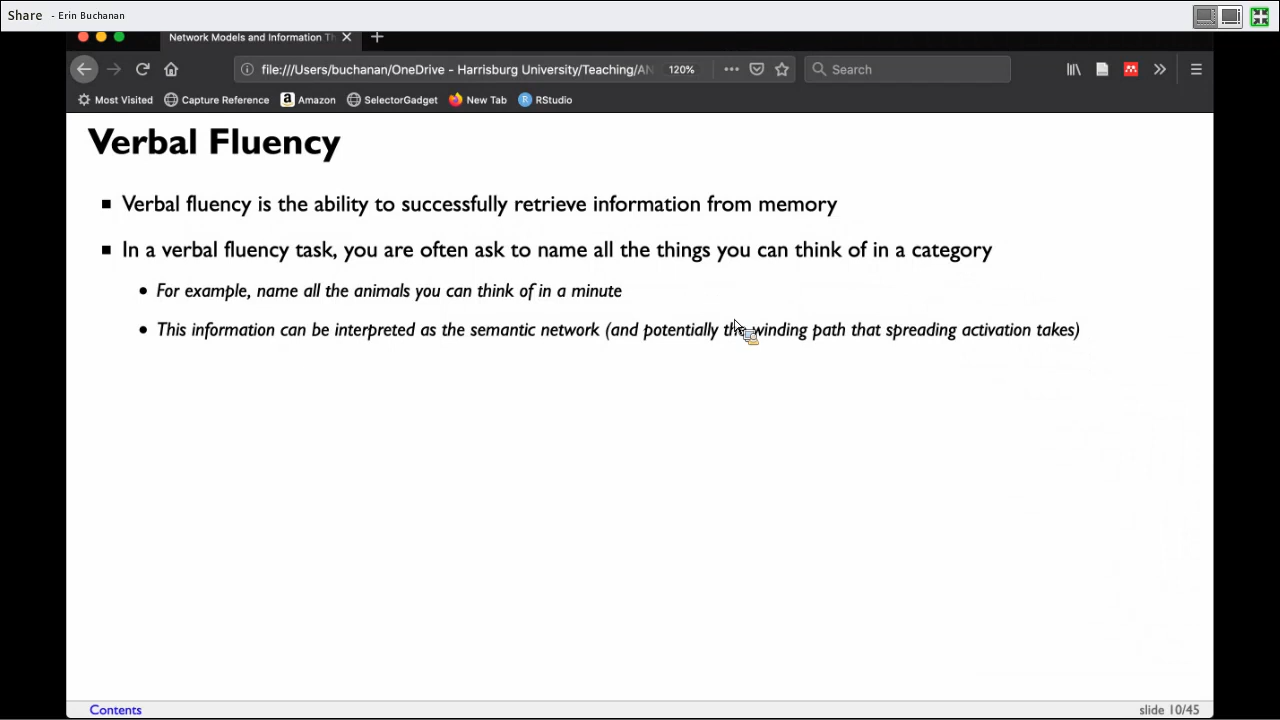 Share - Erin Buchanan
Network Models and Information Th
file:///Users/buchanan/OneDrive - Harrisburg University/Teaching/AN 120% Search
Most Visited Capture Reference Amazon SelectorGadget New Tab RStudio
Verbal Fluency
Verbal fluency is the ability to successfully retrieve information from memory
In a verbal fluency task, you are often ask to name all the things you can think of in a category
For example, name all the animals you can think of in a minute
This information can be interpreted as the semantic network (and potentially the winding path that spreading activation takes)
Contents slide 10/45